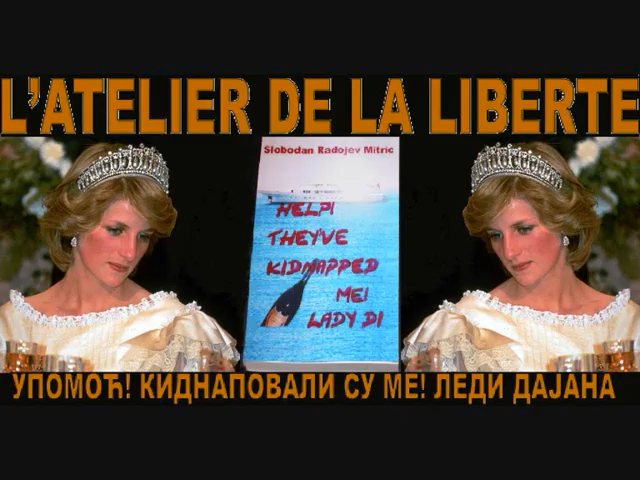 L'ATELIER DE LA LIBERTE
Slobodan Radojev Mitric
HELP!
THEY'VE
KIDNAPPED
ME!
LADY DI
УПОМОЋ! КИДНАПОВАЛИ СУ МЕ! ЛЕДИ ДАЈАНА